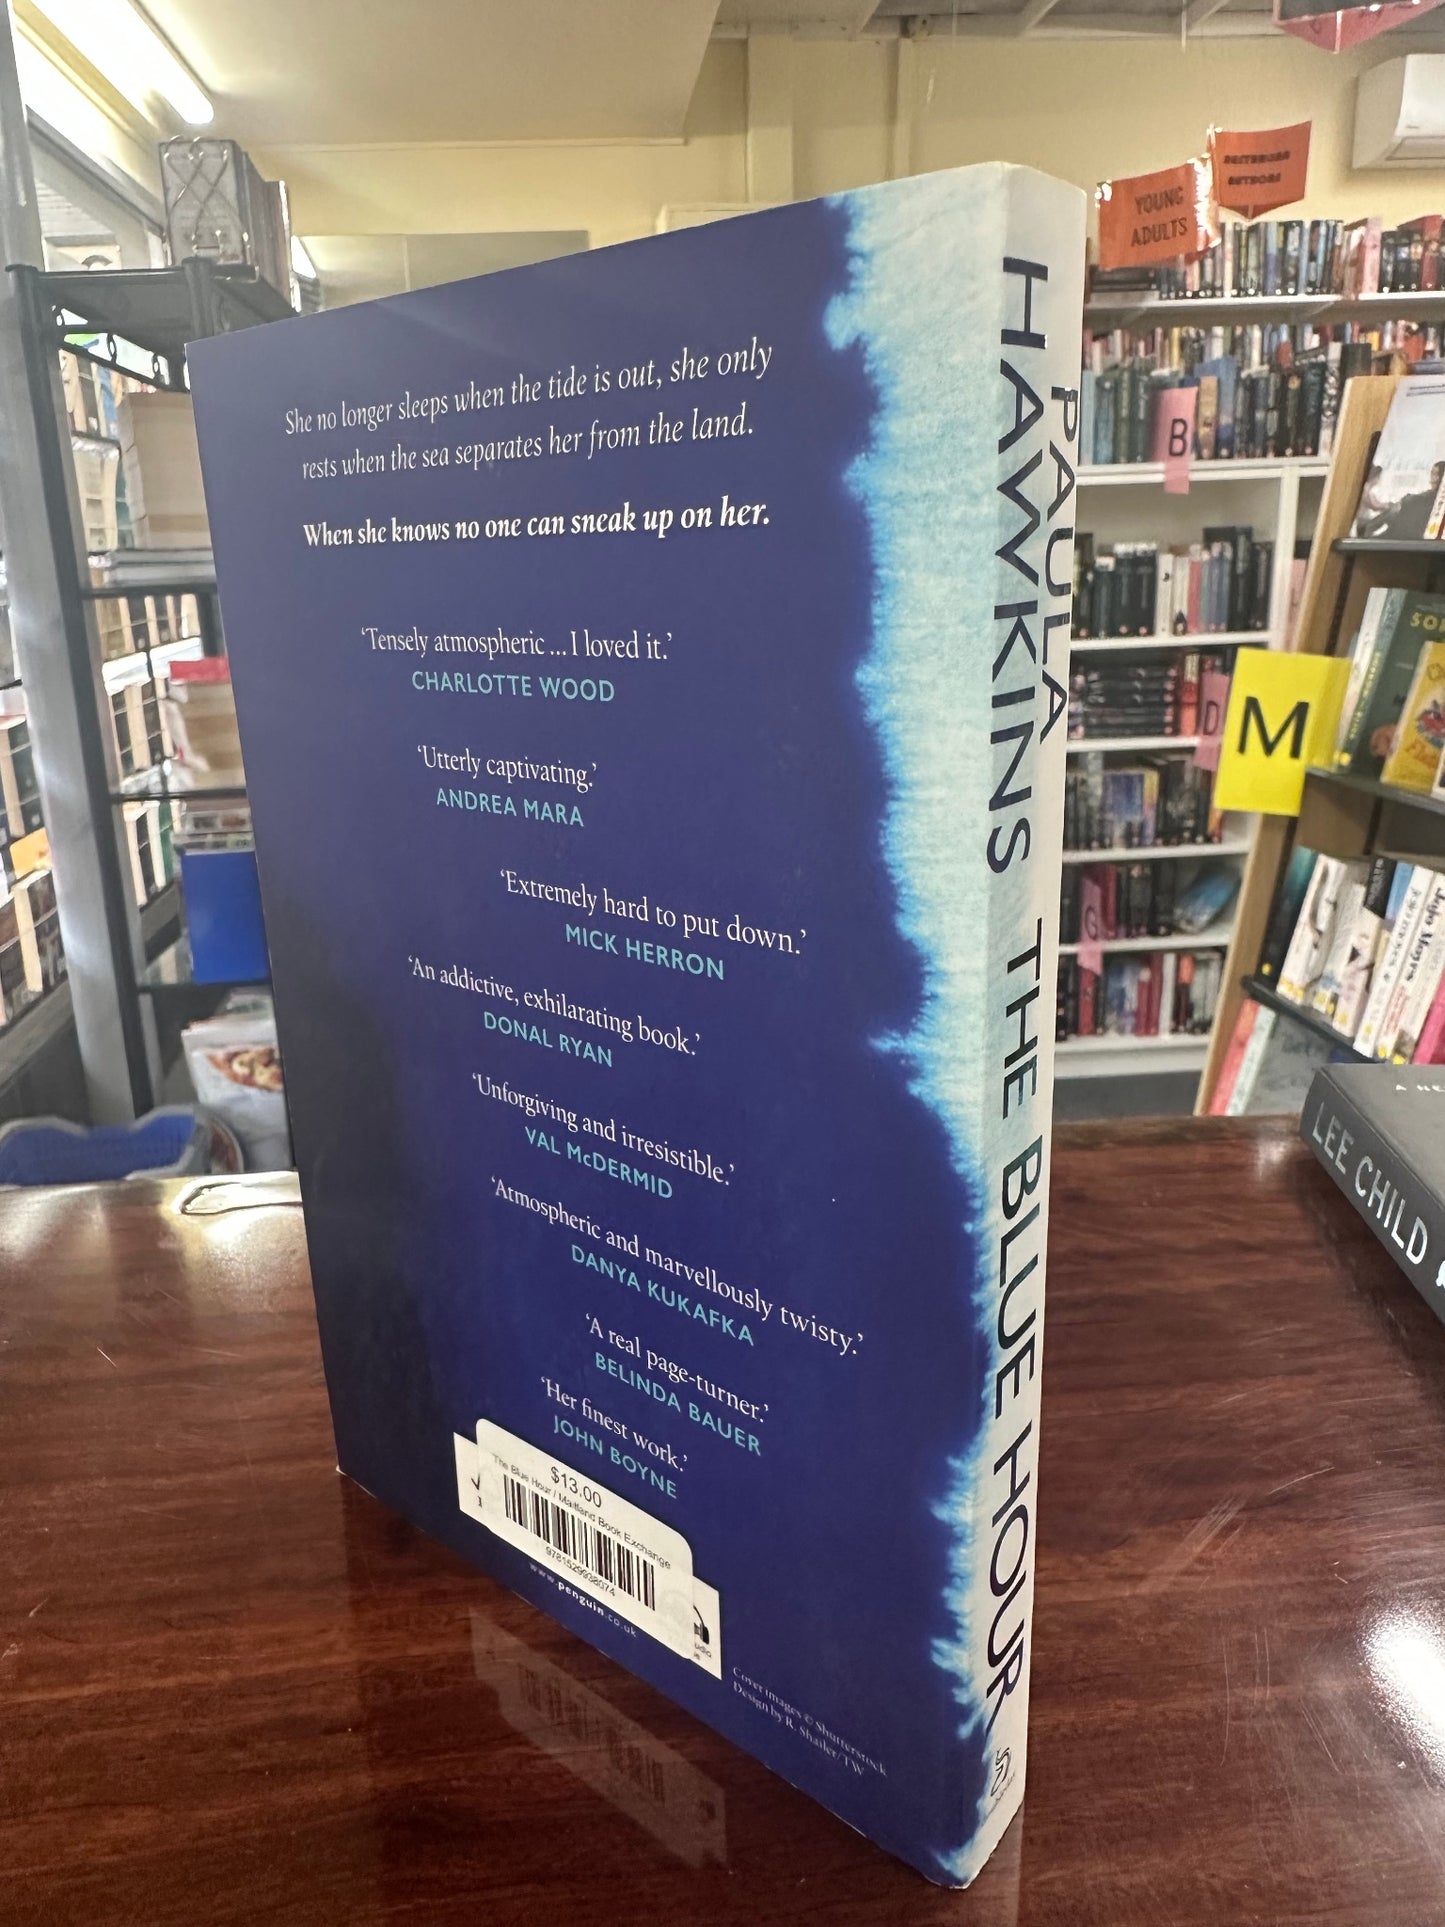 She no longer sleeps when the tide is out, she only
rests when the sea separates her from the land.
When she knows no one can sneak up on her.
‘Tensely atmospheric ... I loved it.’
CHARLOTTE WOOD
‘Utterly captivating.’
ANDREA MARA
‘Extremely hard to put down.’
MICK HERRON
‘An addictive, exhilarating book.’
DONAL RYAN
‘Unforgiving and irresistible.’
VAL McDERMID
‘Atmospheric and marvellously twisty.’
DANYA KUKAFKA
‘A real page-turner.’
BELINDA BAUER
‘Her finest work.’
JOHN BOYNE
$13.00
The Blue Hour / Maitland Book Exchange
9781529938074
www.penguin.co.uk
Cover images © Shutterstock
Design by R. Shailer/TW
PAULA
HAWKINS
THE BLUE HOUR
YOUNG
ADULTS
B
D
M
G
LEE CHILD